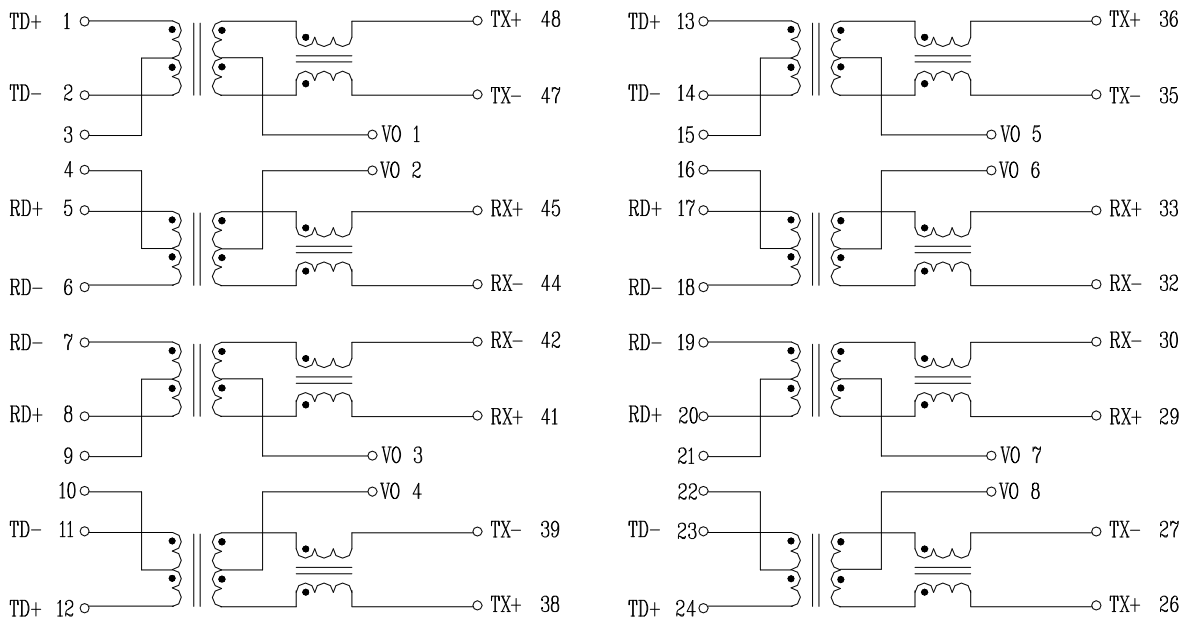 TD+ 1 TX+ 48 TD+ 13 TX+ 36
TD- 2 TX- 47 TD- 14 TX- 35
3 VO 1 15 VO 5
4 VO 2 16 VO 6
RD+ 5 RX+ 45 RD+ 17 RX+ 33
RD- 6 RX- 44 RD- 18 RX- 32
RD- 7 RX- 42 RD- 19 RX- 30
RD+ 8 RX+ 41 RD+ 20 RX+ 29
9 VO 3 21 VO 7
10 VO 4 22 VO 8
TD- 11 TX- 39 TD- 23 TX- 27
TD+ 12 TX+ 38 TD+ 24 TX+ 26